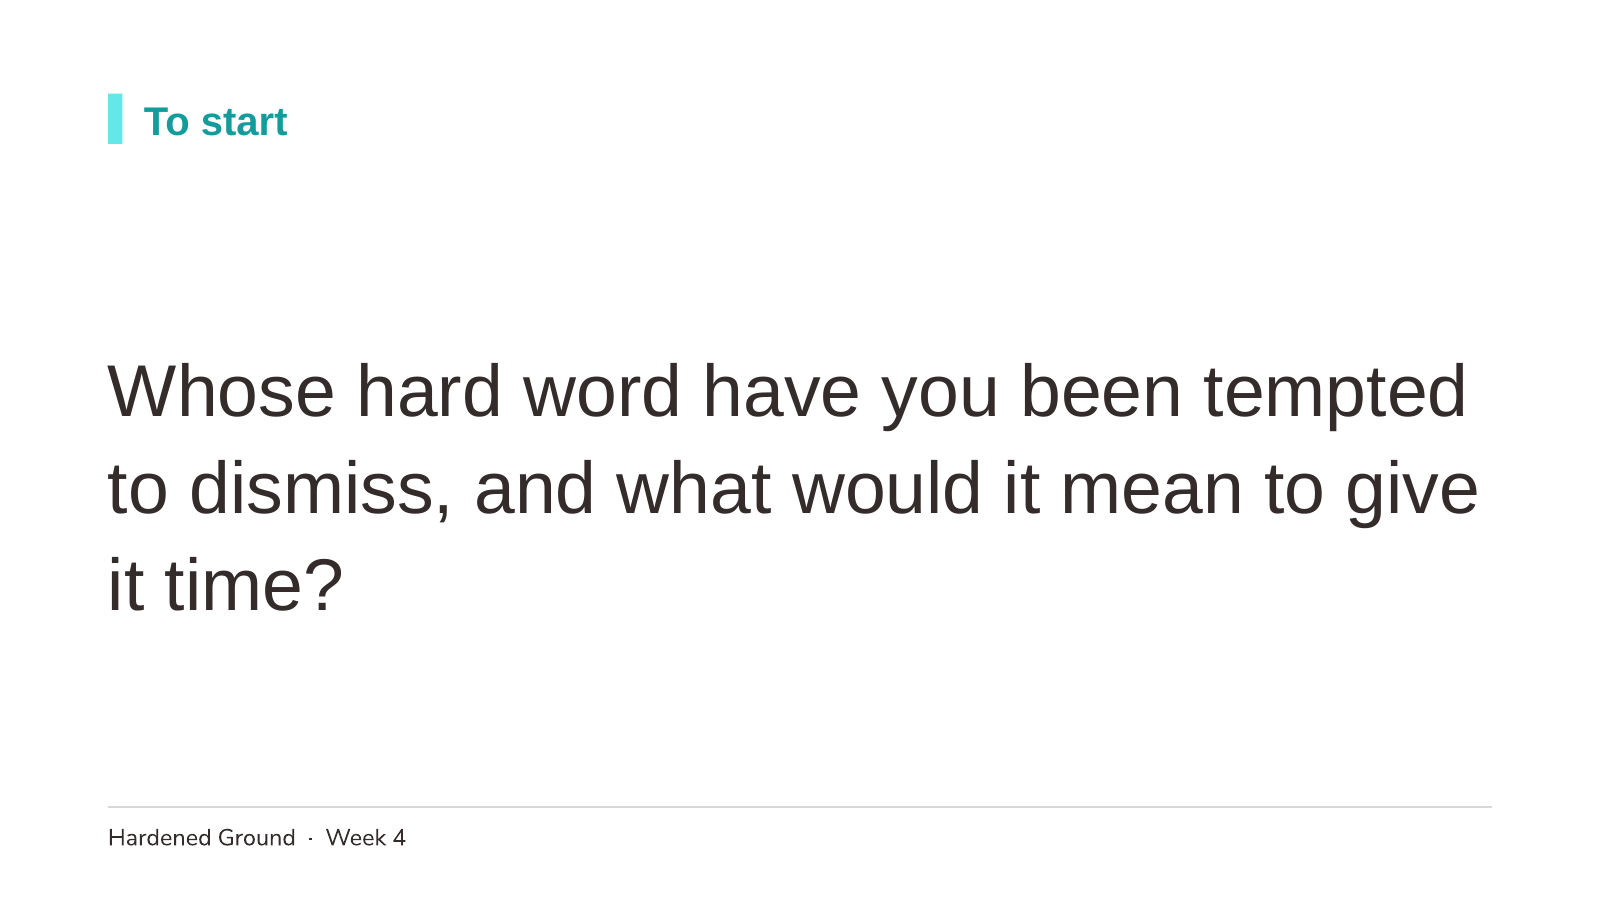 To start
Whose hard word have you been tempted
to dismiss, and what would it mean to give
it time?
Hardened Ground · Week 4